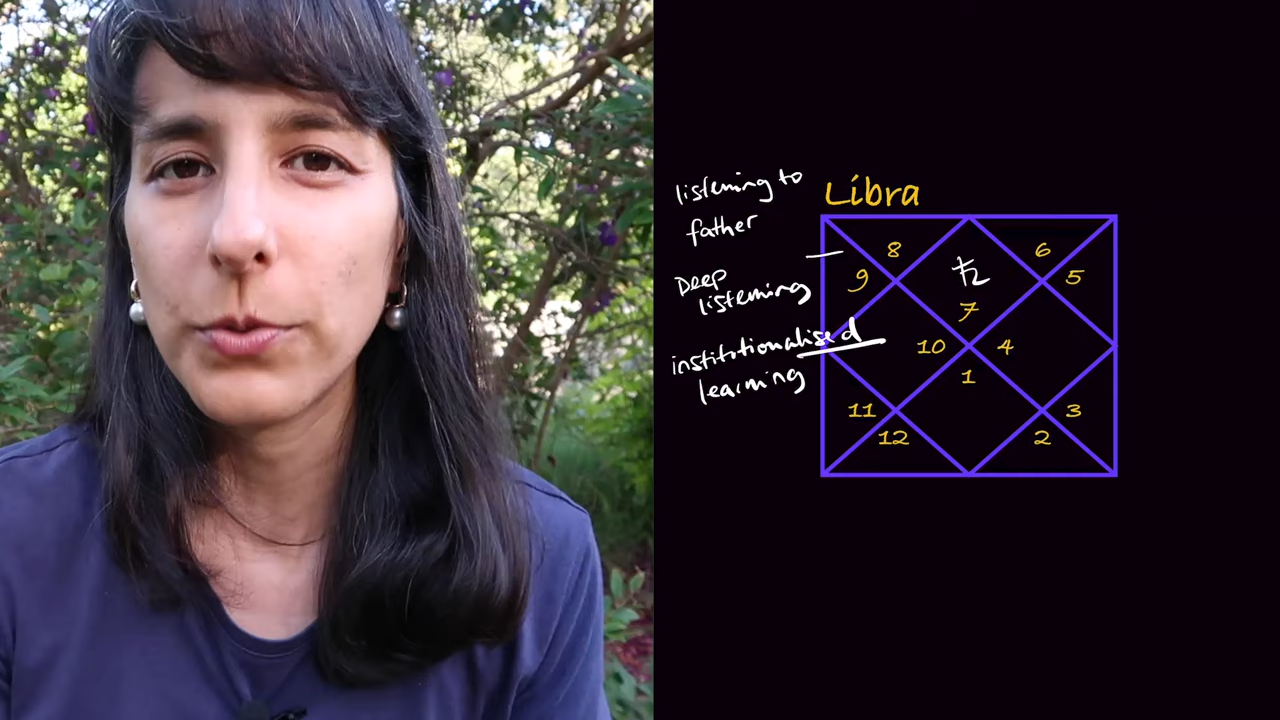 listening to
father
Deep
listening
institutionalised
learning
Libra
8
6
9
♄
5
7
10
4
1
11
3
12
2